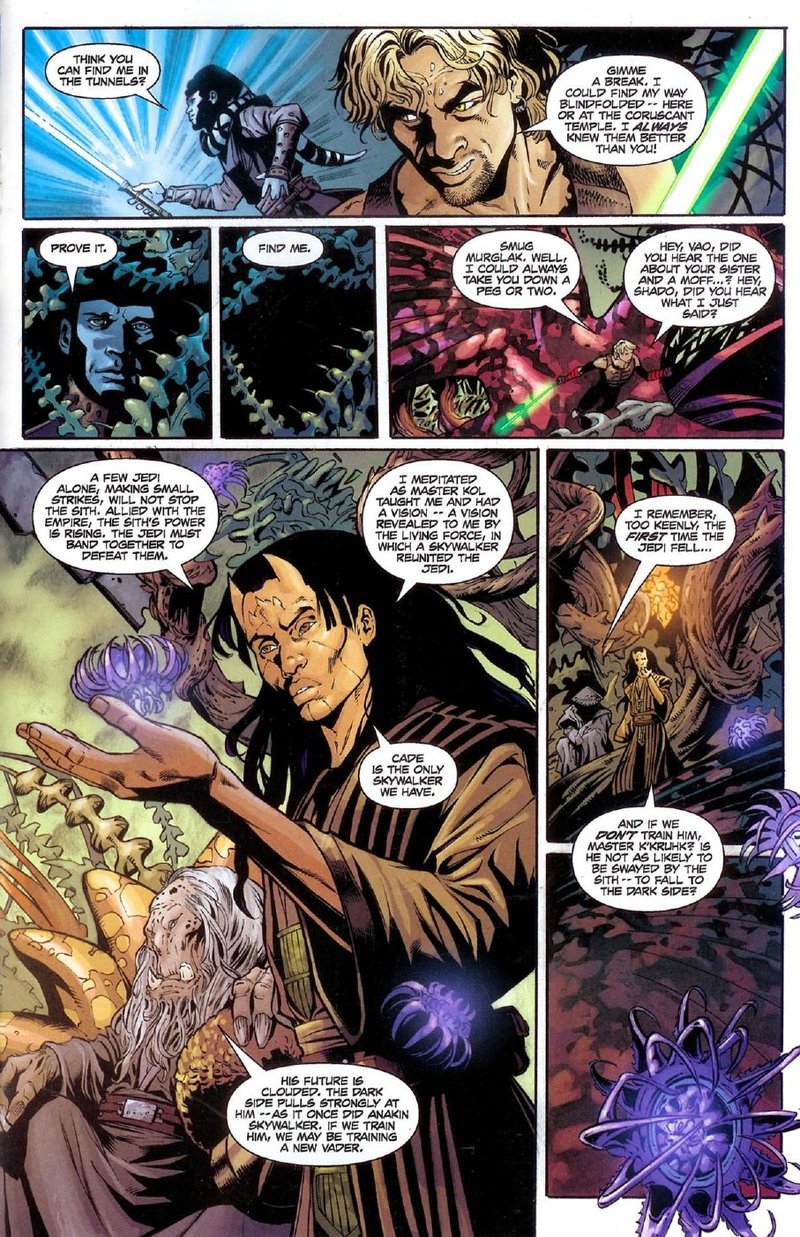 THINK YOU
CAN FIND ME IN
THE TUNNELS?
GIMME
A BREAK. I
COULD FIND MY WAY
BLINDFOLDED -- HERE
OR AT THE CORUSCANT
TEMPLE. I ALWAYS
KNEW THEM BETTER
THAN YOU!
PROVE IT.
FIND ME.
SMUG
MURGLAK. WELL,
I COULD ALWAYS
TAKE YOU DOWN A
PEG OR TWO.
HEY, VAO, DID
YOU HEAR THE ONE
ABOUT YOUR SISTER
AND A MOFF...? HEY,
SHADO, DID YOU HEAR
WHAT I JUST
SAID?
A FEW JEDI
ALONE, MAKING SMALL
STRIKES, WILL NOT STOP
THE SITH. ALLIED WITH THE
EMPIRE, THE SITH'S POWER
IS RISING. THE JEDI MUST
BAND TOGETHER TO
DEFEAT THEM.
I MEDITATED
AS MASTER KOL
TAUGHT ME AND HAD
A VISION -- A VISION
REVEALED TO ME BY
THE LIVING FORCE, IN
WHICH A SKYWALKER
REUNITED THE
JEDI.
CADE
IS THE ONLY
SKYWALKER
WE HAVE.
HIS FUTURE IS
CLOUDED. THE DARK
SIDE PULLS STRONGLY AT
HIM -- AS IT ONCE DID ANAKIN
SKYWALKER. IF WE TRAIN
HIM, WE MAY BE TRAINING
A NEW VADER.
I REMEMBER,
TOO KEENLY, THE
FIRST TIME THE
JEDI FELL...
AND IF WE
DON'T TRAIN HIM,
MASTER K'KRUHK? IS
HE NOT AS LIKELY TO
BE SWAYED BY THE
SITH -- TO FALL TO
THE DARK SIDE?